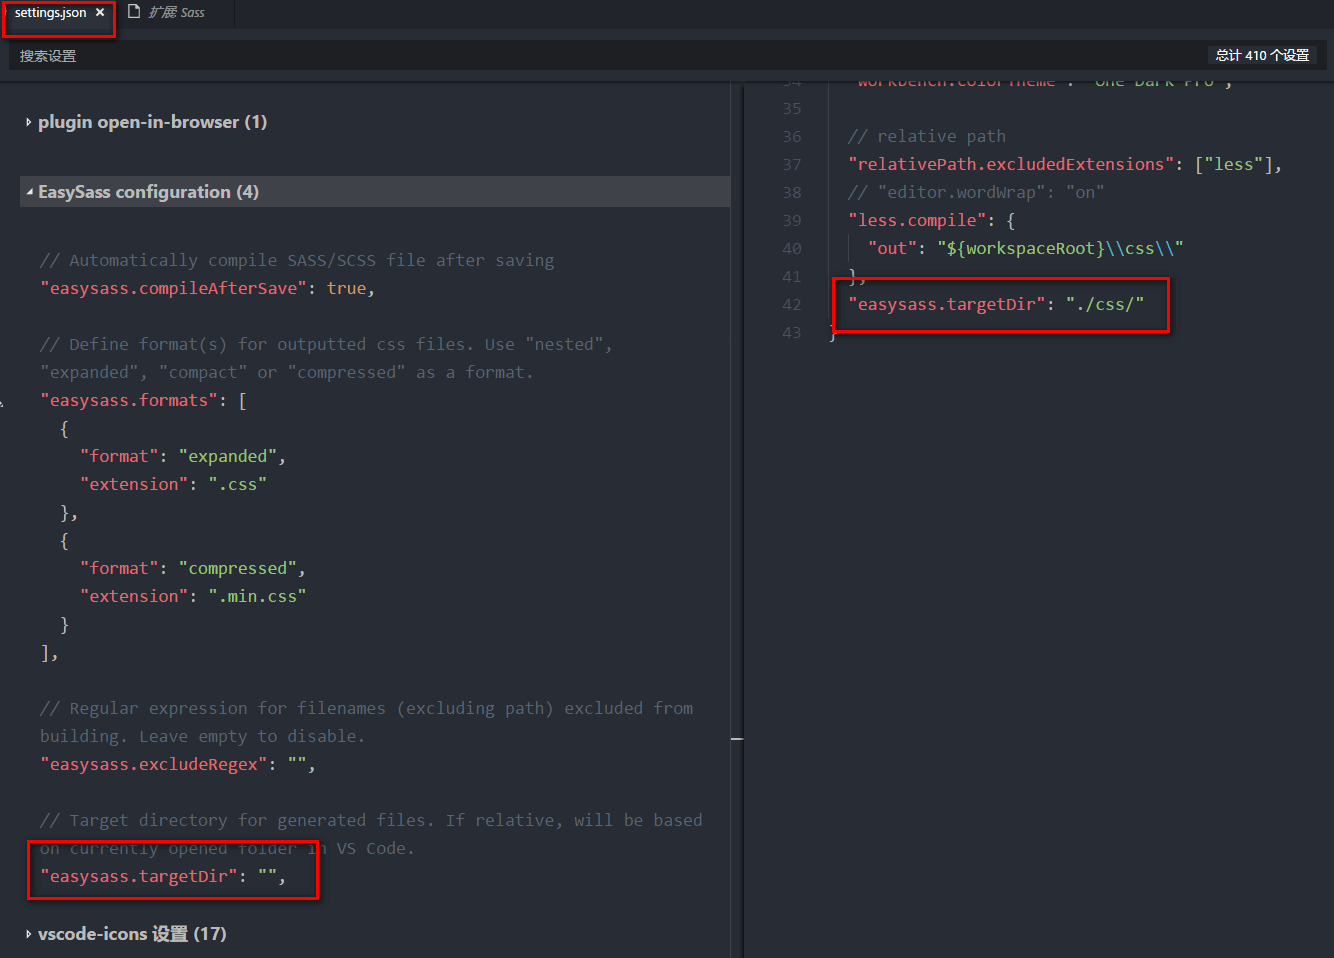 settings.json ×
扩展 Sass
搜索设置
总计 410 个设置
plugin open-in-browser (1)
EasySass configuration (4)
// Automatically compile SASS/SCSS file after saving
"easysass.compileAfterSave": true,
// Define format(s) for outputted css files. Use "nested",
"expanded", "compact" or "compressed" as a format.
"easysass.formats": [
{
"format": "expanded",
"extension": ".css"
},
{
"format": "compressed",
"extension": ".min.css"
}
],
// Regular expression for filenames (excluding path) excluded from
building. Leave empty to disable.
"easysass.excludeRegex": "",
// Target directory for generated files. If relative, will be based
on currently opened folder in VS Code.
"easysass.targetDir": "",
vscode-icons 设置 (17)
34 "workbench.colorTheme": "One Dark Pro",
35
36 // relative path
37 "relativePath.excludedExtensions": ["less"],
38 // "editor.wordWrap": "on"
39 "less.compile": {
40 "out": "${workspaceRoot}\\css\\"
41 },
42 "easysass.targetDir": "./css/"
43 }